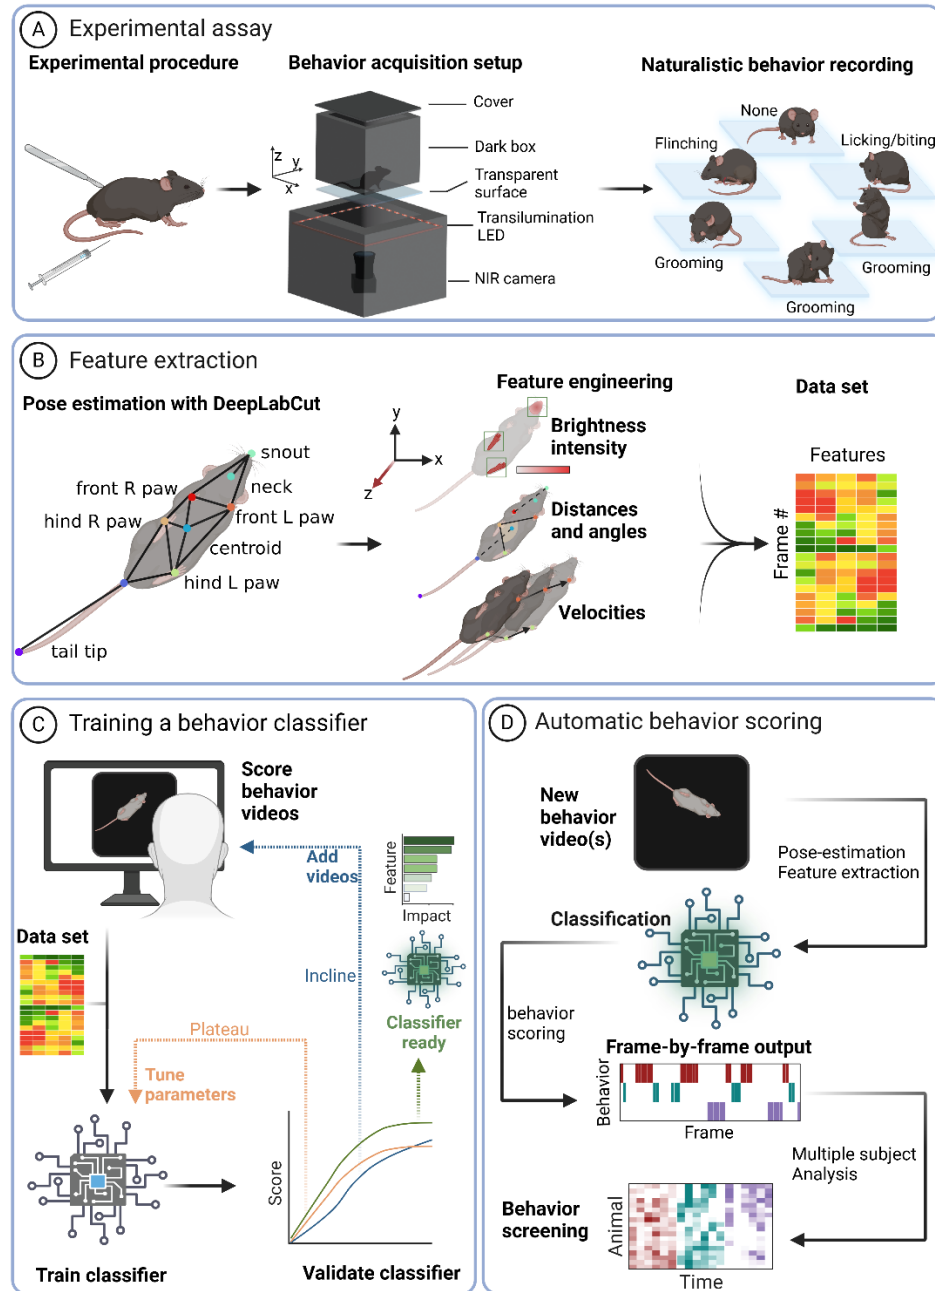 A Experimental assay
Experimental procedure
Behavior acquisition setup
Naturalistic behavior recording
Cover
Dark box
Transparent
surface
Transilumination
LED
NIR camera
z
y
x
None
Flinching
Licking/biting
Grooming
Grooming
Grooming
B Feature extraction
Pose estimation with DeepLabCut
snout
neck
front R paw
hind R paw
front L paw
centroid
hind L paw
tail tip
y
x
z
Feature engineering
Brightness
intensity
Distances
and angles
Velocities
Data set
Features
Frame #
C Training a behavior classifier
Score
behavior
videos
Add
videos
Feature
Impact
Data set
Incline
Classifier
ready
Plateau
Tune
parameters
Score
Train classifier
Validate classifier
D Automatic behavior scoring
New
behavior
video(s)
Pose-estimation
Feature extraction
Classification
behavior
scoring
Frame-by-frame output
Behavior
Frame
Multiple subject
Analysis
Behavior
screening
Animal
Time